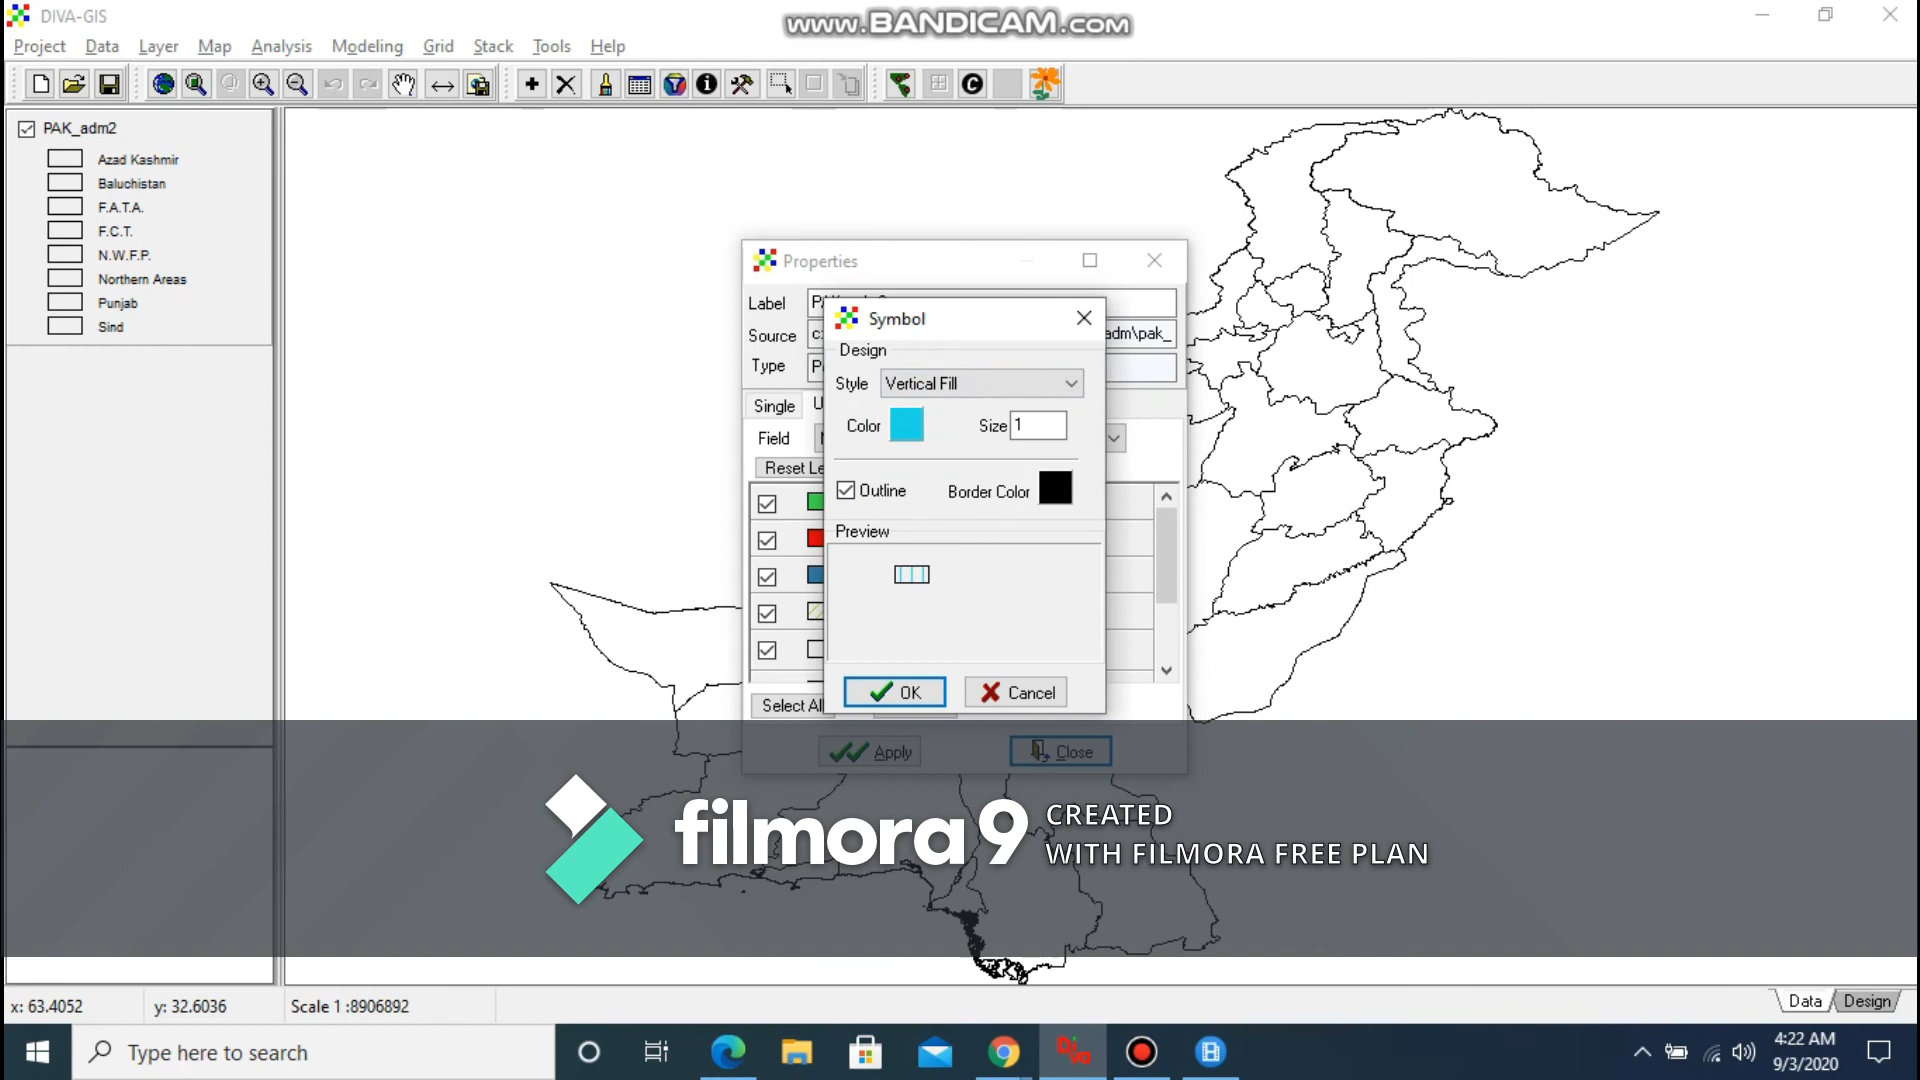 DIVA-GIS
www.BANDICAM.com
Project Data Layer Map Analysis Modeling Grid Stack Tools Help
PAK_adm2
Azad Kashmir
Baluchistan
F.A.T.A.
F.C.T.
N.W.F.P.
Northern Areas
Punjab
Sind
Properties
Label
Source adm\pak_
Type
Single
Field
Reset Le
Select All
Apply Close
Symbol
Design
Style Vertical Fill
Color Size 1
Outline Border Color
Preview
OK Cancel
filmora9
CREATED
WITH FILMORA FREE PLAN
x: 63.4052 y: 32.6036 Scale 1 :8906892
Data Design
Type here to search
Diva
4:22 AM
9/3/2020